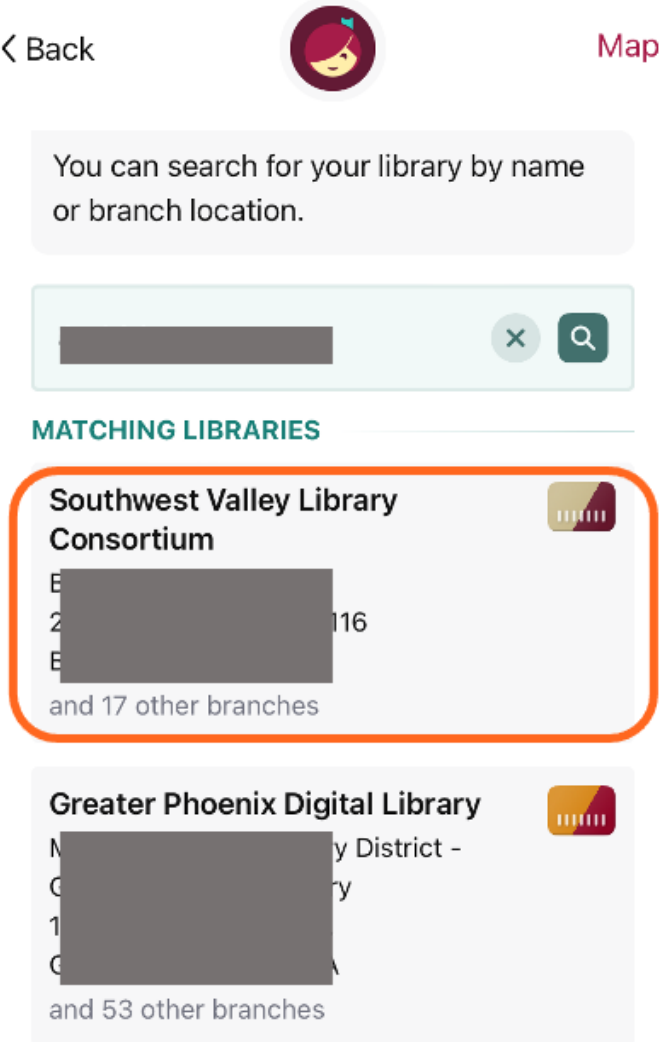 Back
Map
You can search for your library by name
or branch location.
MATCHING LIBRARIES
Southwest Valley Library
Consortium
116
and 17 other branches
Greater Phoenix Digital Library
District -
and 53 other branches